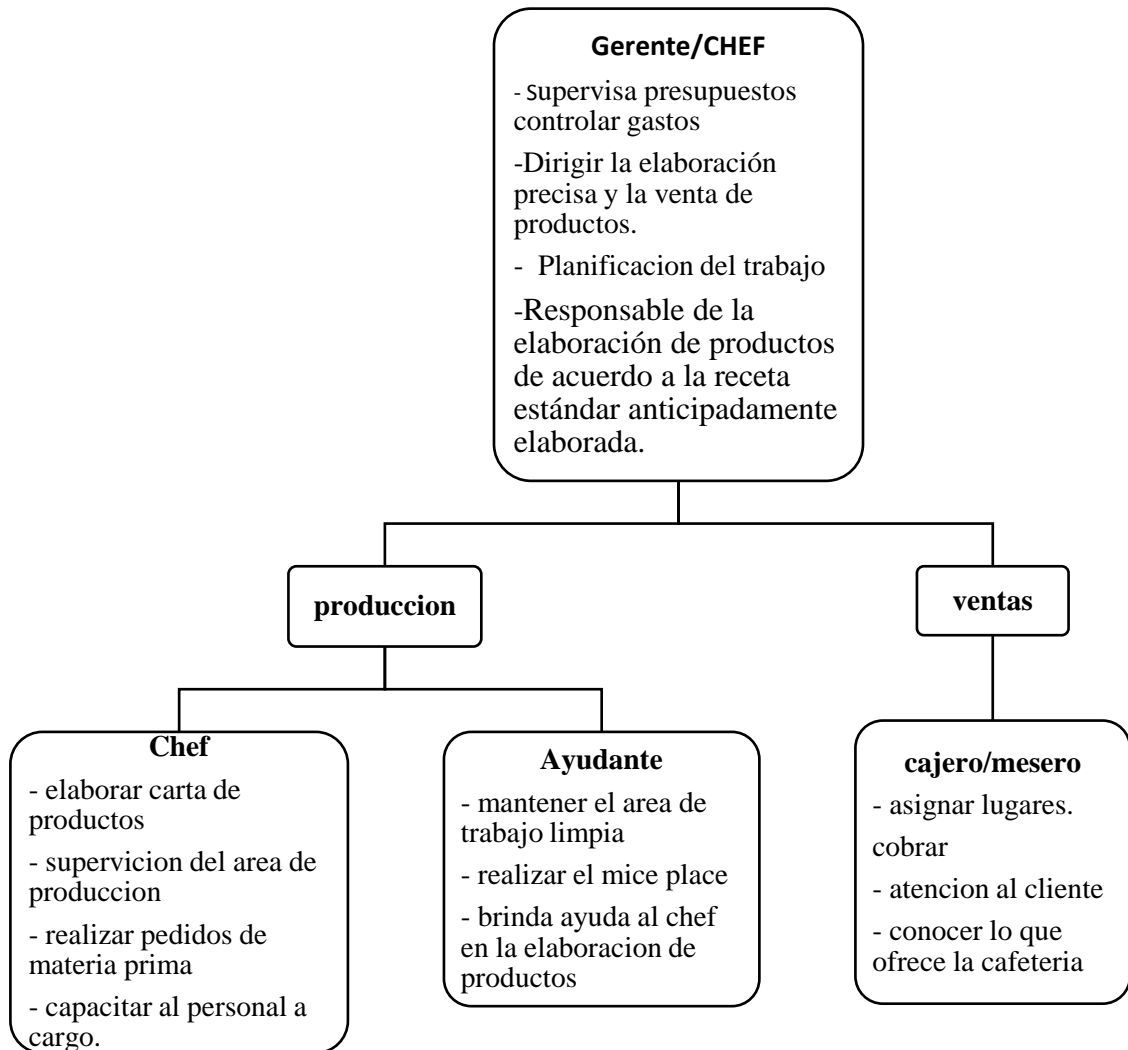 Gerente/CHEF
- Supervisa presupuestos
controlar gastos
-Dirigir la elaboración
precisa y la venta de
productos.
- Planificacion del trabajo
-Responsable de la
elaboración de productos
de acuerdo a la receta
estándar anticipadamente
elaborada.
produccion
ventas
Chef
- elaborar carta de
productos
- supervicion del area de
produccion
- realizar pedidos de
materia prima
- capacitar al personal a
cargo.
Ayudante
- mantener el area de
trabajo limpia
- realizar el mice place
- brinda ayuda al chef
en la elaboracion de
productos
cajero/mesero
- asignar lugares.
cobrar
- atencion al cliente
- conocer lo que
ofrece la cafeteria